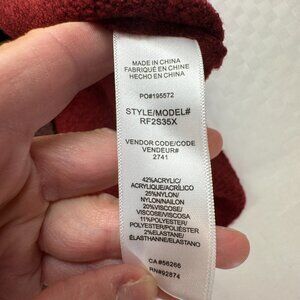 MADE IN CHINA
FABRIQUÉ EN CHINE
HECHO EN CHINA
PO#195572
STYLE/MODEL#
RF2S35X
VENDOR CODE/CODE
VENDEUR#
2741
42%ACRYLIC/
ACRYLIQUE/ACRÍLICO
25%NYLON/
NYLON/NAILON
20%VISCOSE/
VISCOSE/VISCOSA
11%POLYESTER/
POLYESTER/POLIÉSTER
2%ELASTANE/
ÉLASTHANNE/ELASTANO
CA#56266
RN#92874